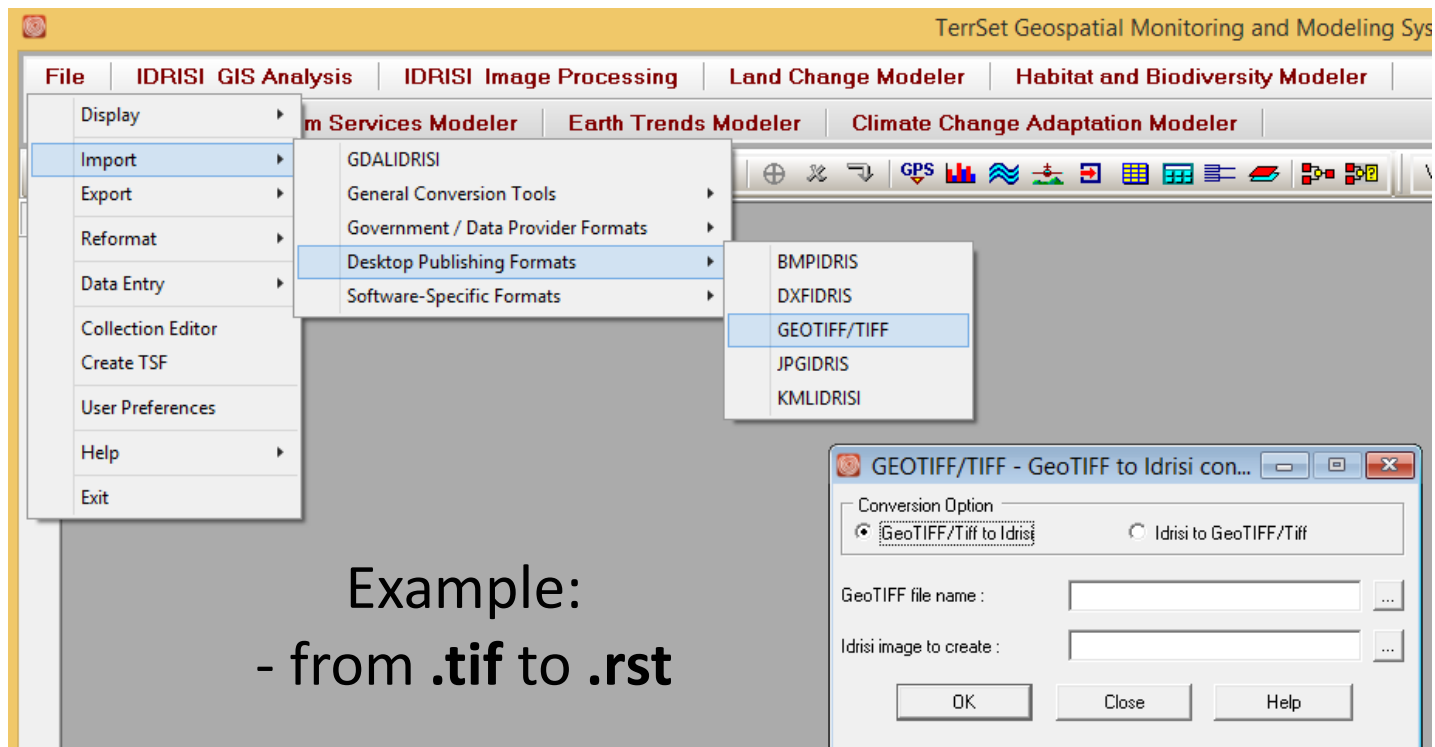 TerrSet Geospatial Monitoring and Modeling Sys
File IDRISI GIS Analysis IDRISI Image Processing Land Change Modeler Habitat and Biodiversity Modeler
m Services Modeler Earth Trends Modeler Climate Change Adaptation Modeler
GPS
Display
Import
Export
Reformat
Data Entry
Collection Editor
Create TSF
User Preferences
Help
Exit
GDALIDRISI
General Conversion Tools
Government / Data Provider Formats
Desktop Publishing Formats
Software-Specific Formats
BMPIDRIS
DXFIDRIS
GEOTIFF/TIFF
JPGIDRIS
KMLIDRISI
GEOTIFF/TIFF - GeoTIFF to Idrisi con...
Conversion Option
GeoTIFF/Tiff to Idrisi Idrisi to GeoTIFF/Tiff
GeoTIFF file name : ...
Idrisi image to create : ...
OK Close Help
Example:
- from .tif to .rst